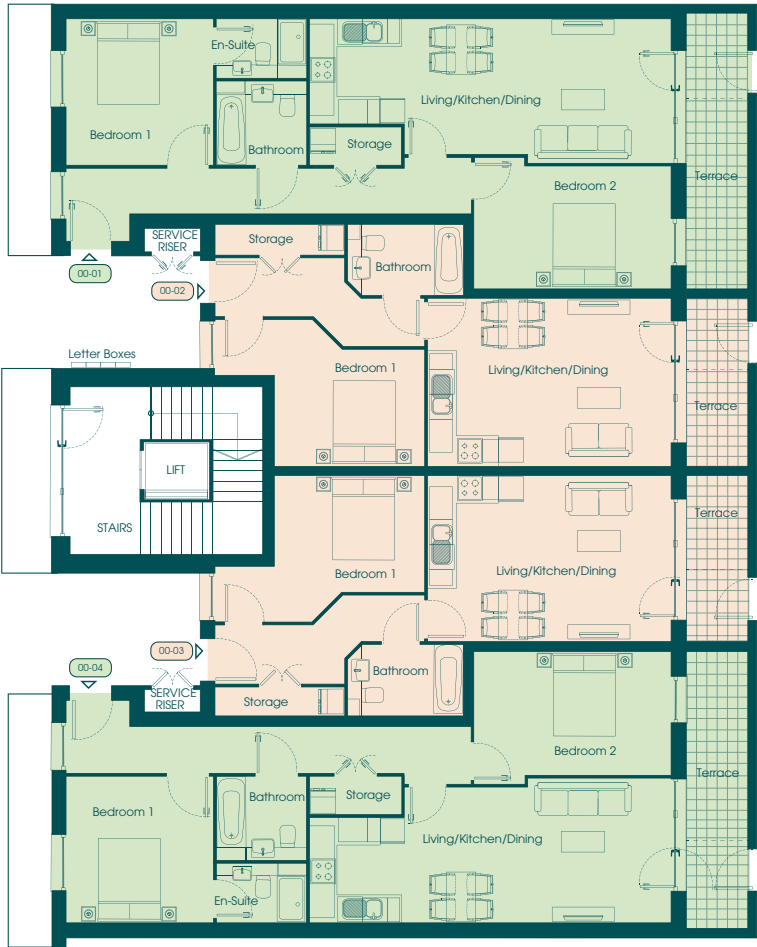 En-Suite
Living/Kitchen/Dining
Bedroom 1
Bathroom
Storage
Terrace
Bedroom 2
SERVICE
RISER
Storage
00-01
Bathroom
00-02
Letter Boxes
Bedroom 1
Living/Kitchen/Dining
Terrace
LIFT
STAIRS
Terrace
Bedroom 1
Living/Kitchen/Dining
00-03
00-04
Bathroom
SERVICE
RISER
Storage
Bedroom 2
Terrace
Bedroom 1
Bathroom
Storage
Living/Kitchen/Dining
En-Suite